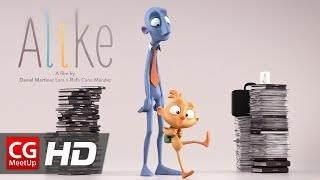 Alike
A film by
Daniel Martínez Lara & Rafa Cano Méndez
CG
MeetUp
HD